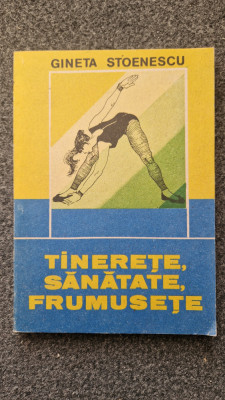 GINETA STOENESCU
TINEREȚE,
SĂNĂTATE,
FRUMUSEȚE